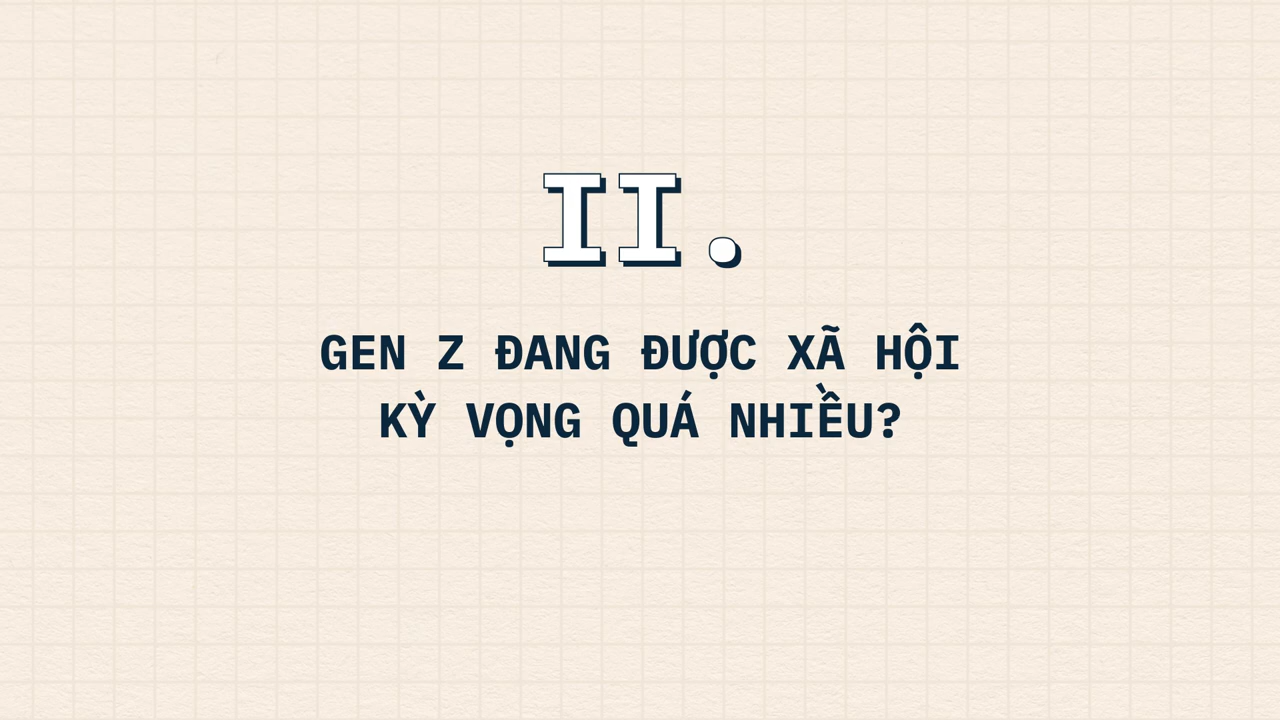 II.
GEN Z ĐANG ĐƯỢC XÃ HỘI
KỲ VỌNG QUÁ NHIỀU?